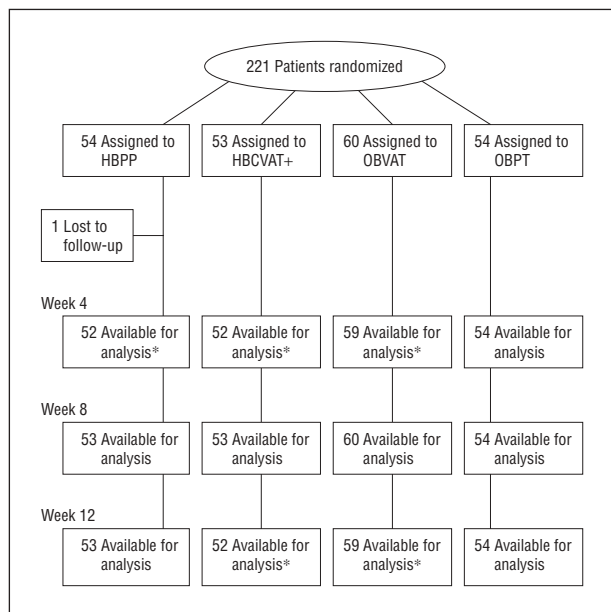 221 Patients randomized
54 Assigned to
HBPP
53 Assigned to
HBCVAT+
60 Assigned to
OBVAT
54 Assigned to
OBPT
1 Lost to
follow-up
Week 4
52 Available for
analysis*
52 Available for
analysis*
59 Available for
analysis*
54 Available for
analysis
Week 8
53 Available for
analysis
53 Available for
analysis
60 Available for
analysis
54 Available for
analysis
Week 12
53 Available for
analysis
52 Available for
analysis*
59 Available for
analysis*
54 Available for
analysis